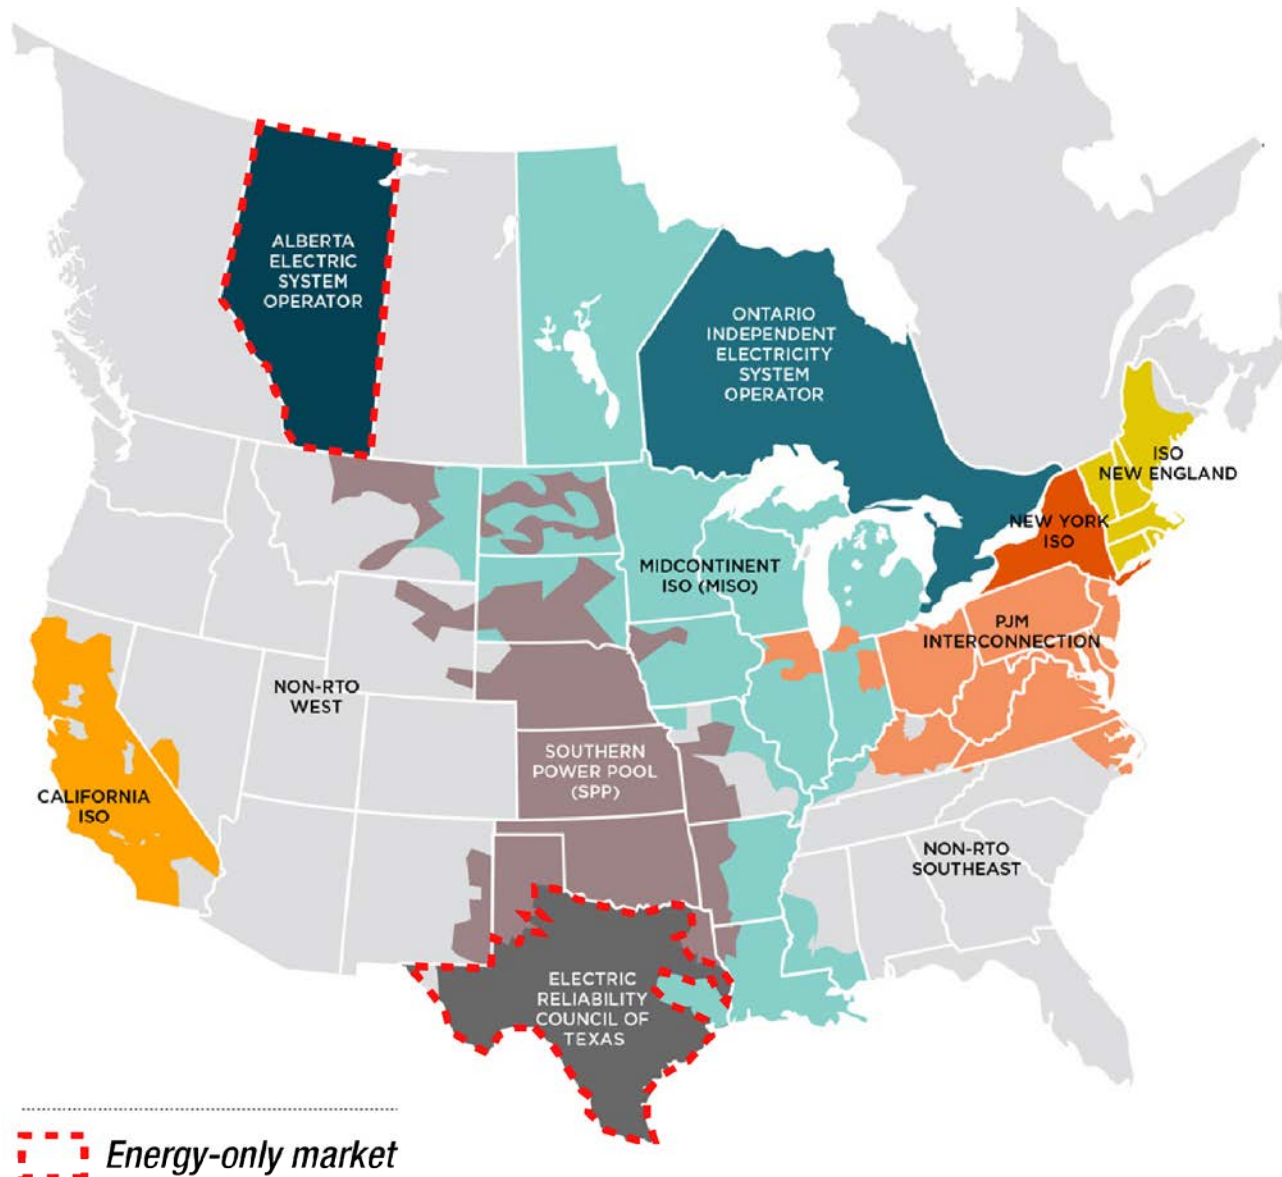 ALBERTA
ELECTRIC
SYSTEM
OPERATOR
ONTARIO
INDEPENDENT
ELECTRICITY
SYSTEM
OPERATOR
ISO
NEW ENGLAND
NEW YORK
ISO
MIDCONTINENT
ISO (MISO)
PJM
INTERCONNECTION
NON-RTO
WEST
SOUTHERN
POWER POOL
(SPP)
CALIFORNIA
ISO
NON-RTO
SOUTHEAST
ELECTRIC
RELIABILITY
COUNCIL OF
TEXAS
Energy-only market